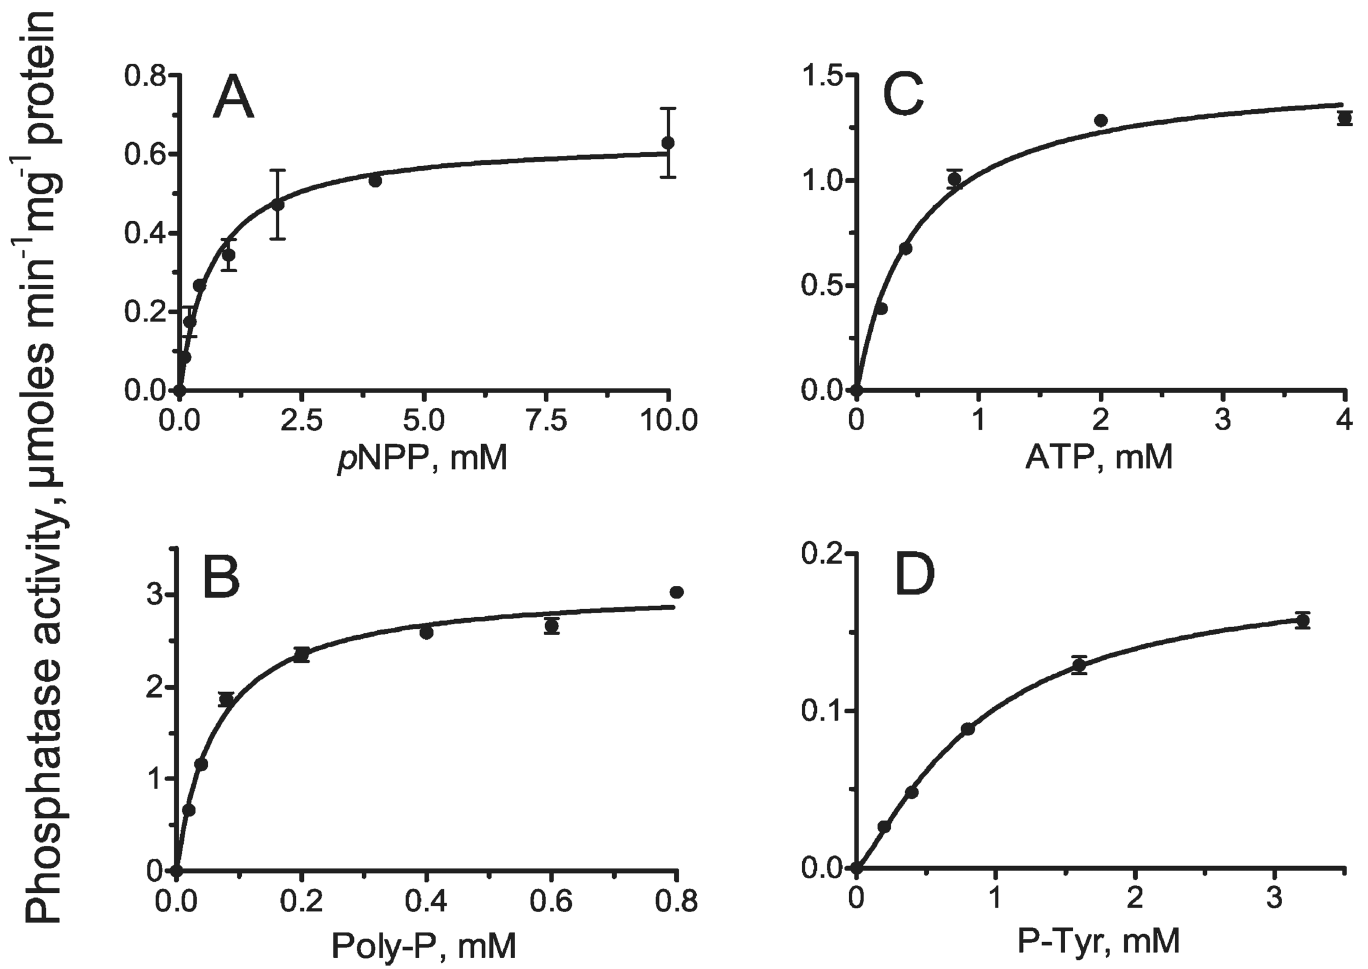 Phosphatase activity, μmoles min⁻¹mg⁻¹ protein
A
0.8
0.6
0.4
0.2
0.0
0.0 2.5 5.0 7.5 10.0
pNPP, mM
C
1.5
1.0
0.5
0.0
0 1 2 3 4
ATP, mM
B
3
2
1
0
0.0 0.2 0.4 0.6 0.8
Poly-P, mM
D
0.2
0.1
0.0
0 1 2 3
P-Tyr, mM